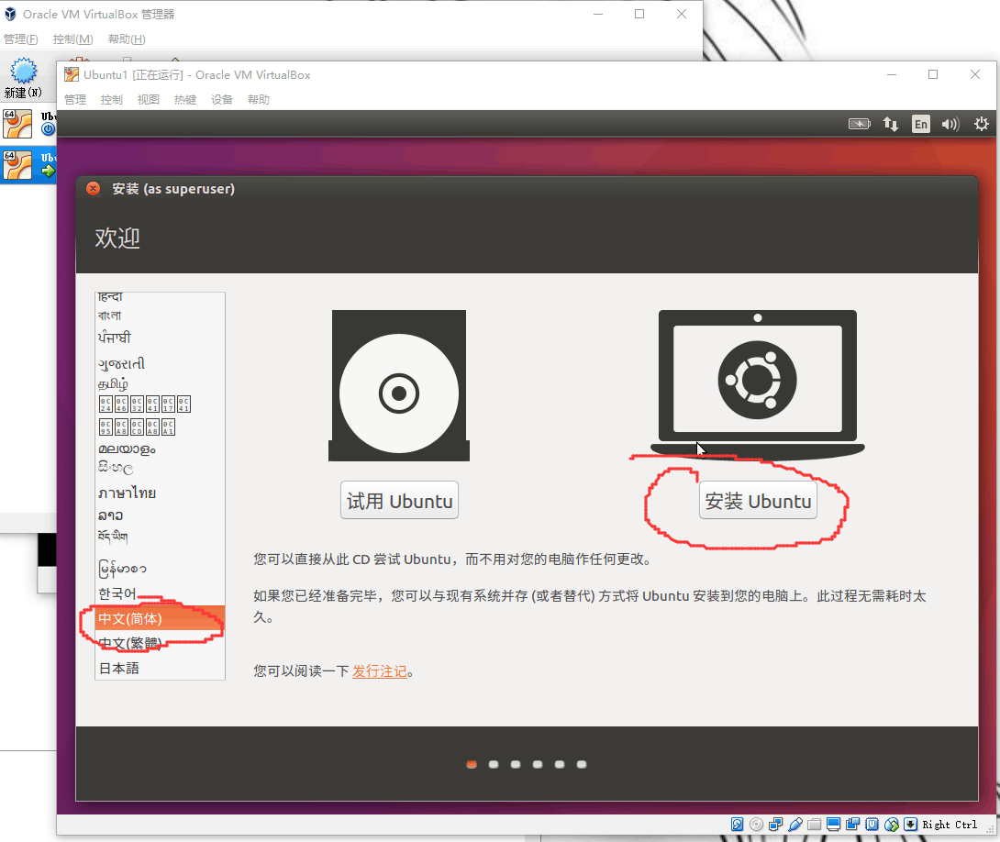 Oracle VM VirtualBox 管理器
管理(F) 控制(M) 帮助(H)
新建(N)
64
64
Ubuntu1 [正在运行] - Oracle VM VirtualBox
管理 控制 视图 热键 设备 帮助
En
安装 (as superuser)
欢迎
हिन्दी
বাংলা
ਪੰਜਾਬੀ
ગુજરાતી
தமிழ்
മലയാളം
සිංහල
ภาษาไทย
ລາວ
བོད་ཡིག
မြန်မာစာ
한국어
中文(简体)
中文(繁體)
日本語
试用 Ubuntu
安装 Ubuntu
您可以直接从此 CD 尝试 Ubuntu，而不用对您的电脑作任何更改。
如果您已经准备完毕，您可以与现有系统并存 (或者替代) 方式将 Ubuntu 安装到您的电脑上。此过程无需耗时太
久。
您可以阅读一下 发行注记。
Right Ctrl